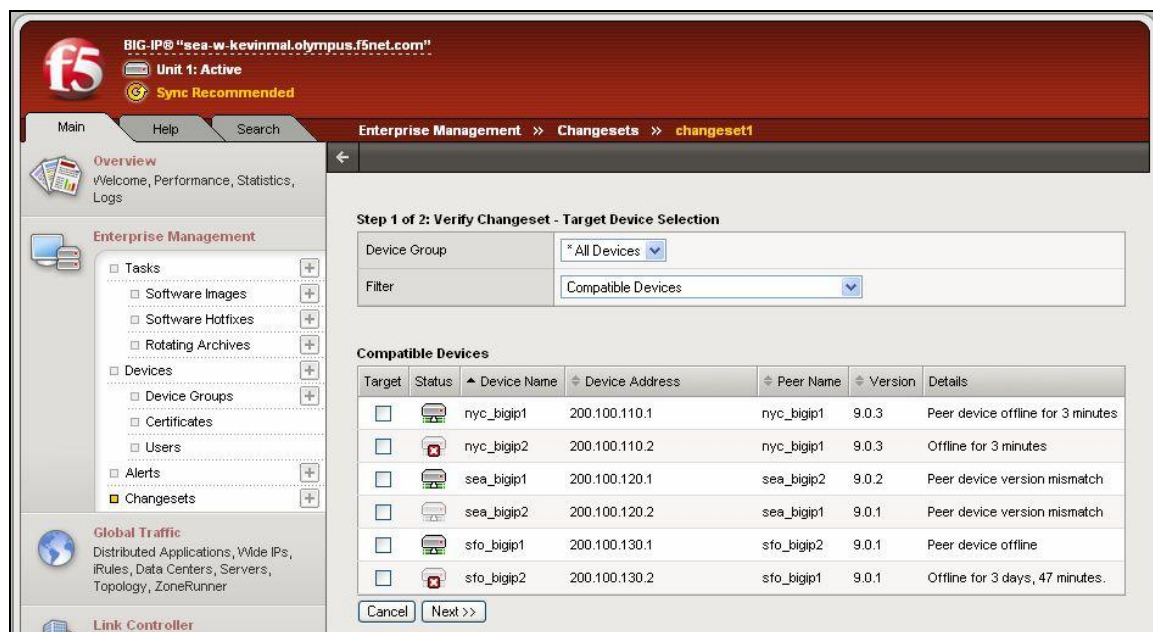 f5
BIG-IP® "sea-w-kevinmal.olympus.f5net.com"
Unit 1: Active
Sync Recommended
Main Help Search
Enterprise Management » Changesets » changeset1
Overview
Welcome, Performance, Statistics,
Logs
Enterprise Management
Tasks
Software Images
Software Hotfixes
Rotating Archives
Devices
Device Groups
Certificates
Users
Alerts
Changesets
Global Traffic
Distributed Applications, Wide IPs,
iRules, Data Centers, Servers,
Topology, ZoneRunner
Link Controller
Step 1 of 2: Verify Changeset - Target Device Selection
Device Group * All Devices
Filter Compatible Devices
Compatible Devices
Target Status Device Name Device Address Peer Name Version Details
nyc_bigip1 200.100.110.1 nyc_bigip1 9.0.3 Peer device offline for 3 minutes
nyc_bigip2 200.100.110.2 nyc_bigip1 9.0.3 Offline for 3 minutes
sea_bigip1 200.100.120.1 sea_bigip2 9.0.2 Peer device version mismatch
sea_bigip2 200.100.120.2 sea_bigip1 9.0.1 Peer device version mismatch
sfo_bigip1 200.100.130.1 sfo_bigip2 9.0.1 Peer device offline
sfo_bigip2 200.100.130.2 sfo_bigip1 9.0.1 Offline for 3 days, 47 minutes.
Cancel Next >>